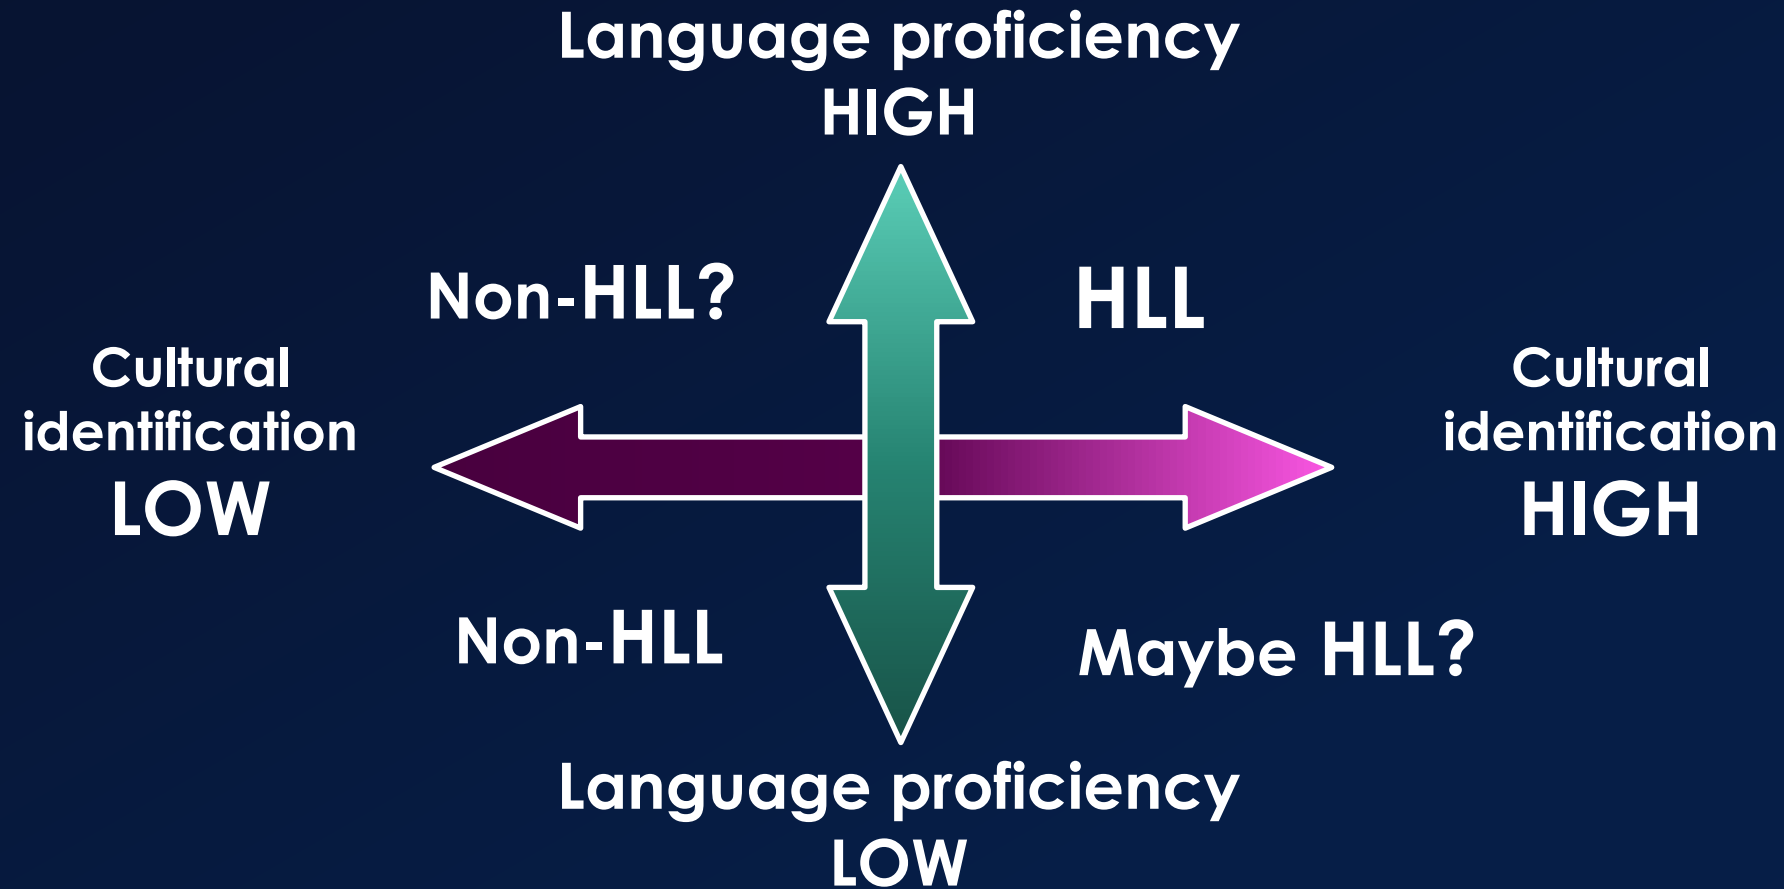 Language proficiency
HIGH
Non-HLL?
HLL
Cultural
identification
LOW
Cultural
identification
HIGH
Non-HLL
Maybe HLL?
Language proficiency
LOW